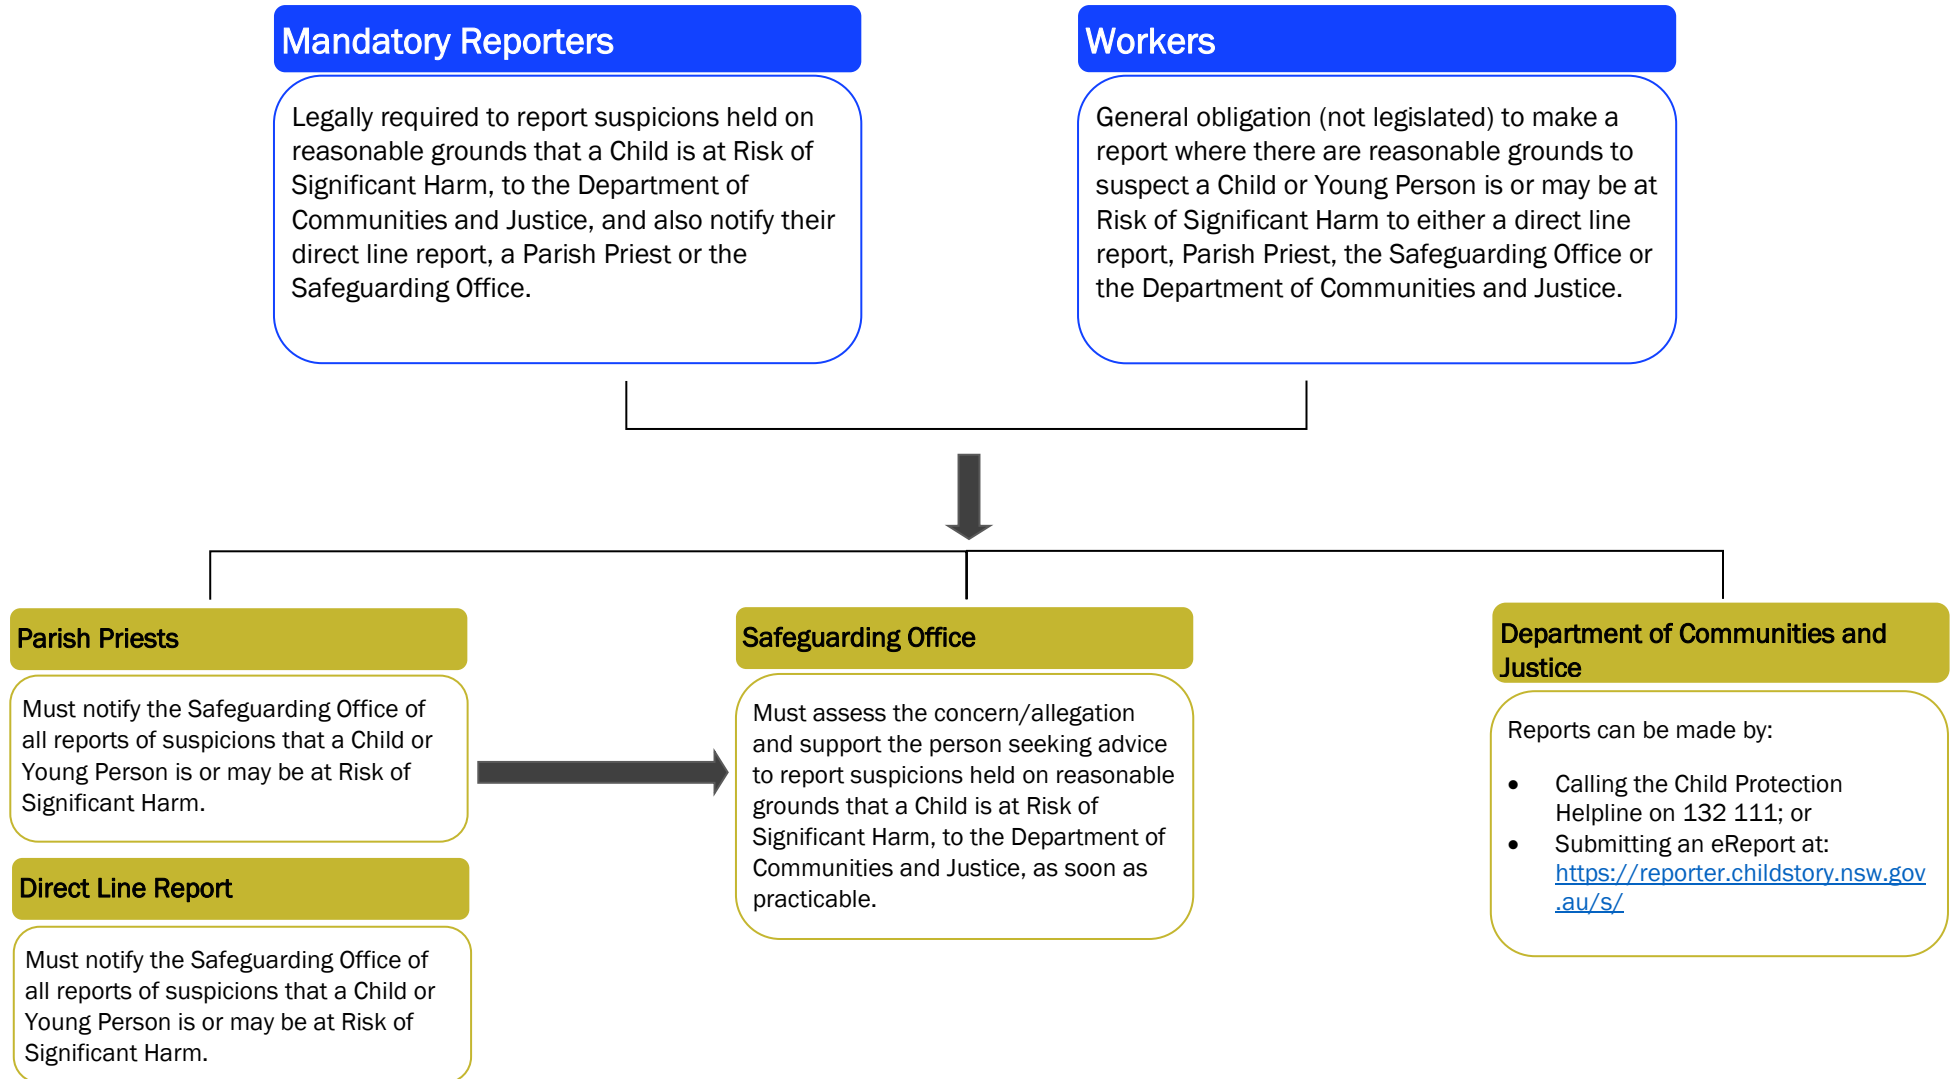 Mandatory Reporters
Legally required to report suspicions held on
reasonable grounds that a Child is at Risk of
Significant Harm, to the Department of
Communities and Justice, and also notify their
direct line report, a Parish Priest or the
Safeguarding Office.
Workers
General obligation (not legislated) to make a
report where there are reasonable grounds to
suspect a Child or Young Person is or may be at
Risk of Significant Harm to either a direct line
report, Parish Priest, the Safeguarding Office or
the Department of Communities and Justice.
Parish Priests
Must notify the Safeguarding Office of
all reports of suspicions that a Child or
Young Person is or may be at Risk of
Significant Harm.
Direct Line Report
Must notify the Safeguarding Office of
all reports of suspicions that a Child or
Young Person is or may be at Risk of
Significant Harm.
Safeguarding Office
Must assess the concern/allegation
and support the person seeking advice
to report suspicions held on reasonable
grounds that a Child is at Risk of
Significant Harm, to the Department of
Communities and Justice, as soon as
practicable.
Department of Communities and
Justice
Reports can be made by:
• Calling the Child Protection
Helpline on 132 111; or
• Submitting an eReport at:
https://reporter.childstory.nsw.gov
.au/s/